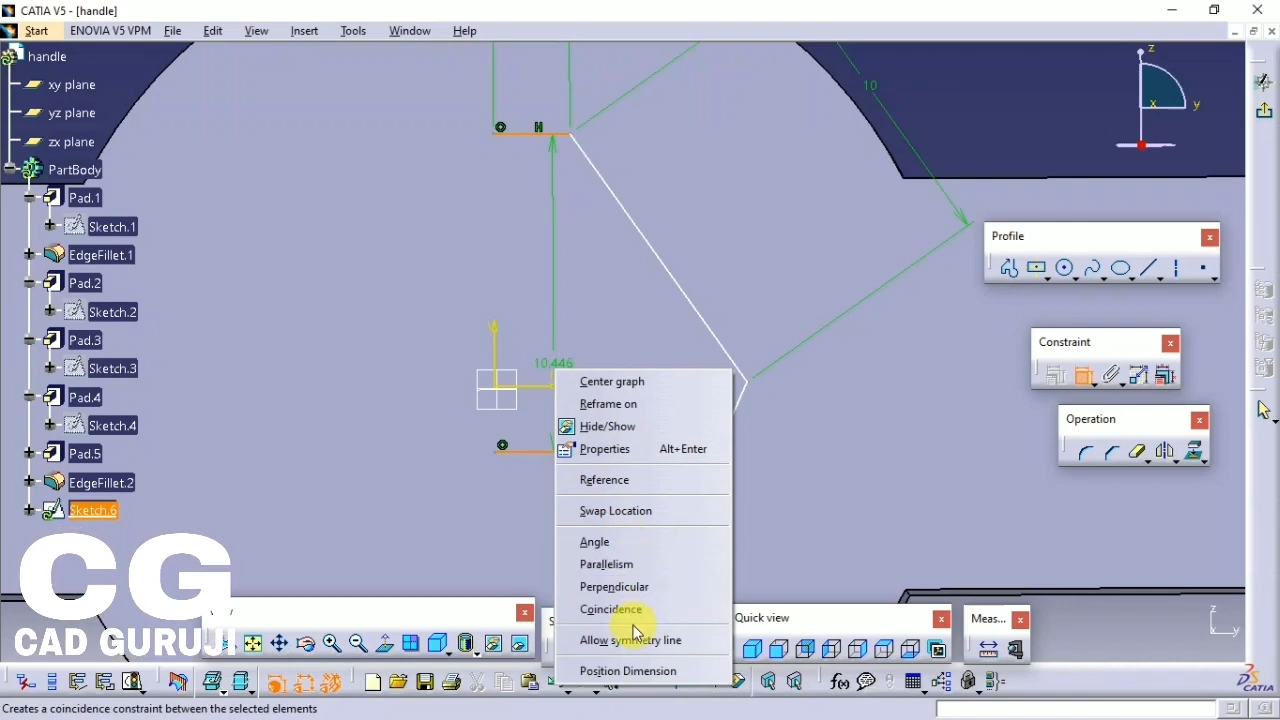 CATIA V5 - [handle]
Start ENOVIA V5 VPM File Edit View Insert Tools Window Help
handle
xy plane
yz plane
zx plane
PartBody
Pad.1
Sketch.1
EdgeFillet.1
Pad.2
Sketch.2
Pad.3
Sketch.3
Pad.4
Sketch.4
Pad.5
EdgeFillet.2
Sketch.6
H
10
10,446
z
x
y
Profile
Constraint
Operation
Center graph
Reframe on
Hide/Show
Properties Alt+Enter
Reference
Swap Location
Angle
Parallelism
Perpendicular
Coincidence
Allow symmetry line
Position Dimension
Quick view
Meas...
z
y
CG
CAD GURUJI
f(x)
DS
CATIA
Creates a coincidence constraint between the selected elements